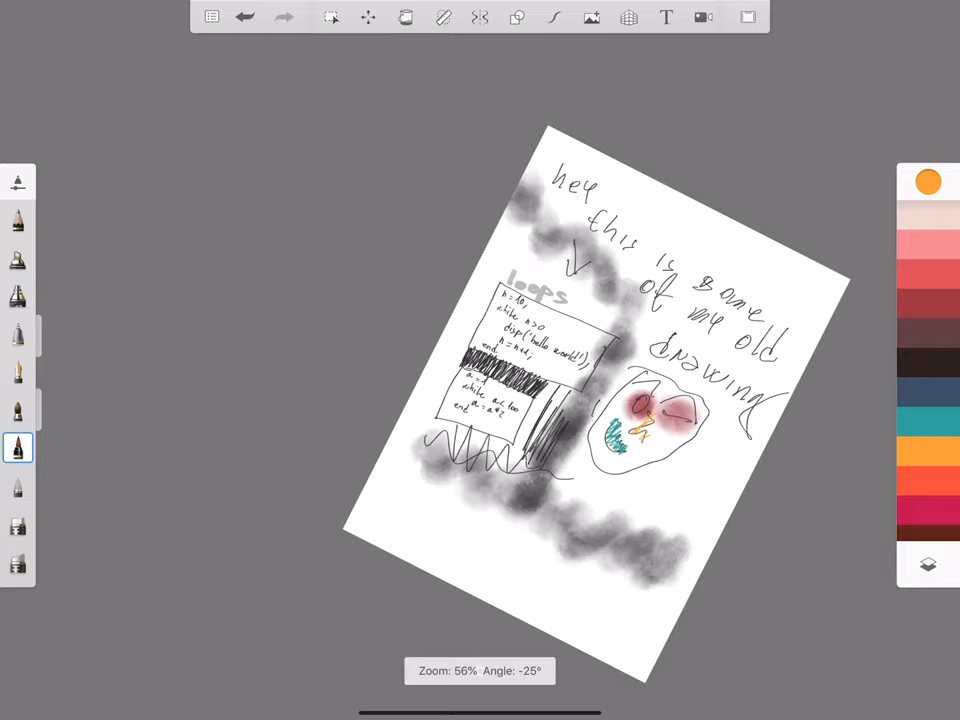 hey
this is some
of my old
drawing
loops
n=10;
while n>0
disp('hello world!');
n=n-1;
end
a=1
while a<100
a=a*2
end
Zoom: 56% Angle: -25°
T